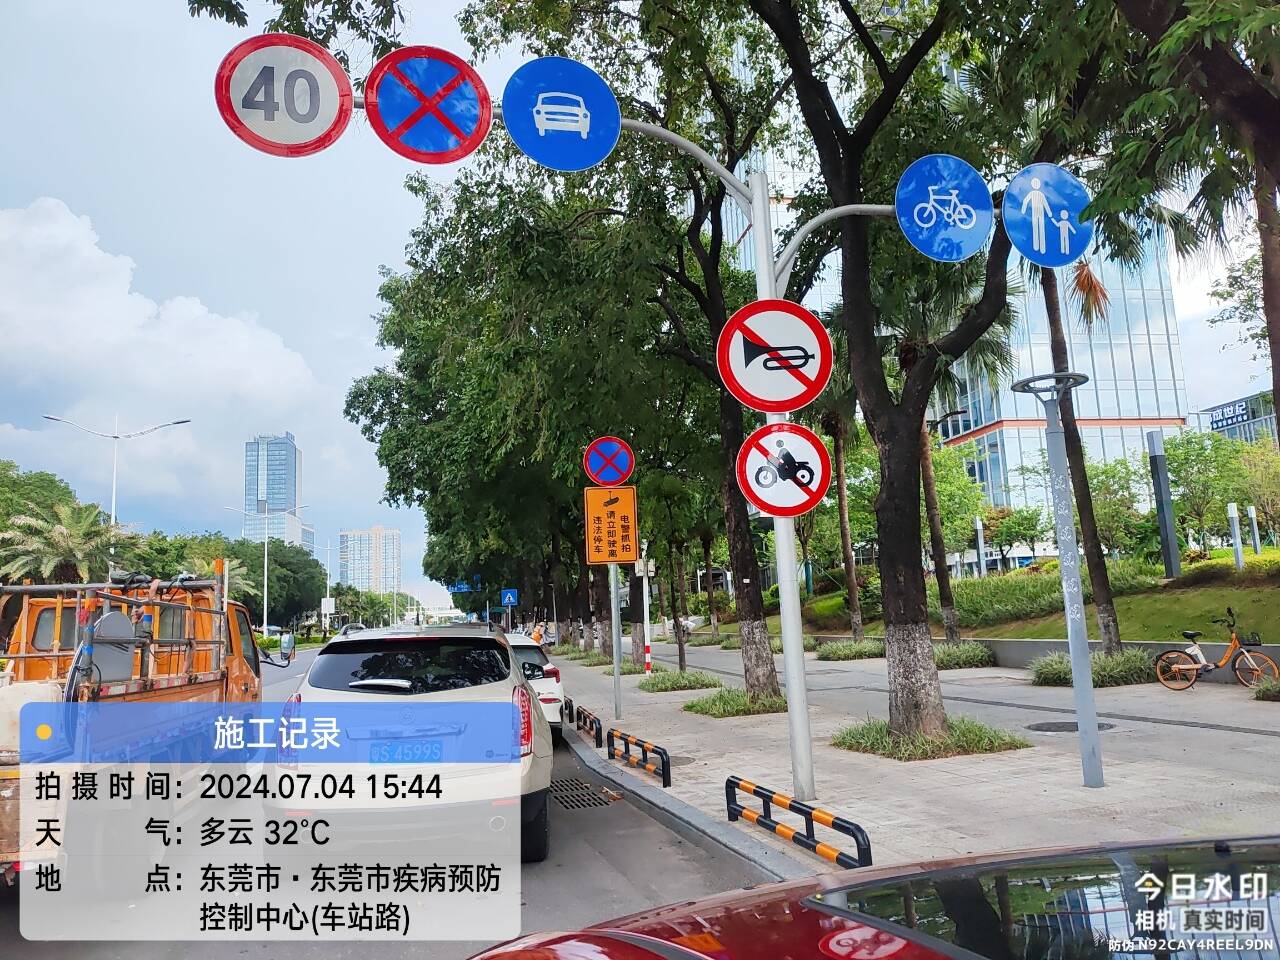 40
电警抓拍
请立即驶离
违法停车
S·4599S
施工记录
拍摄时间：2024.07.04 15:44
天气：多云 32℃
地点：东莞市·东莞市疾病预防
控制中心(车站路)
今日水印
相机 真实时间
防伪 N92CAY4REEL9DN